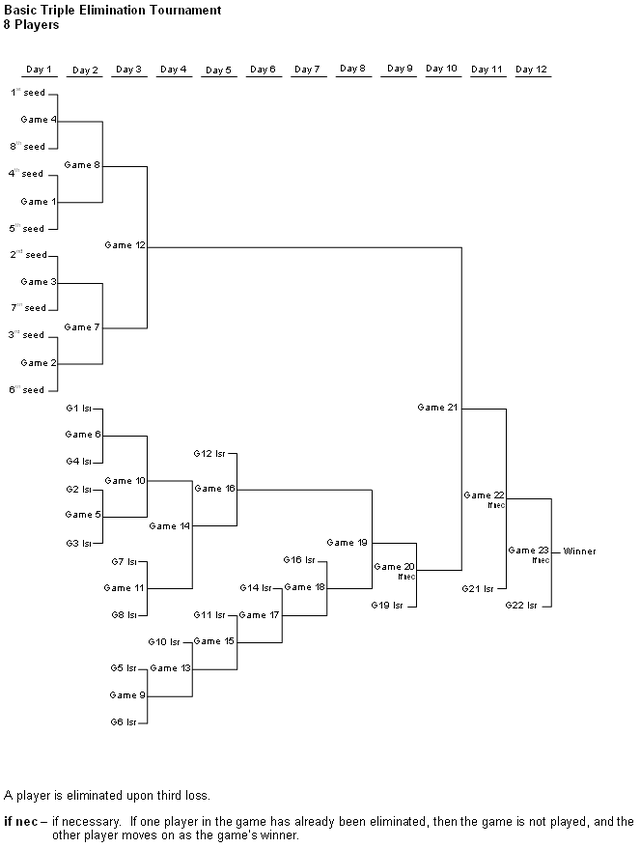 Basic Triple Elimination Tournament
8 Players
Day 1 Day 2 Day 3 Day 4 Day 5 Day 6 Day 7 Day 8 Day 9 Day 10 Day 11 Day 12
1st seed
Game 4
8th seed
Game 8
4th seed
Game 1
5th seed
Game 12
2nd seed
Game 3
7th seed
Game 7
3rd seed
Game 2
6th seed
G1 lsr
Game 21
Game 6
G12 lsr
G4 lsr
Game 10
G2 lsr
Game 16
Game 22
if nec
Game 5
Game 14
G3 lsr
Game 19
Game 23
if nec
Winner
G7 lsr
G16 lsr
Game 20
if nec
Game 11
G14 lsr
Game 18
G21 lsr
G19 lsr
G22 lsr
G8 lsr
G11 lsr
Game 17
G10 lsr
Game 15
G5 lsr
Game 13
Game 9
G6 lsr
A player is eliminated upon third loss.
if nec – if necessary. If one player in the game has already been eliminated, then the game is not played, and the
other player moves on as the game's winner.